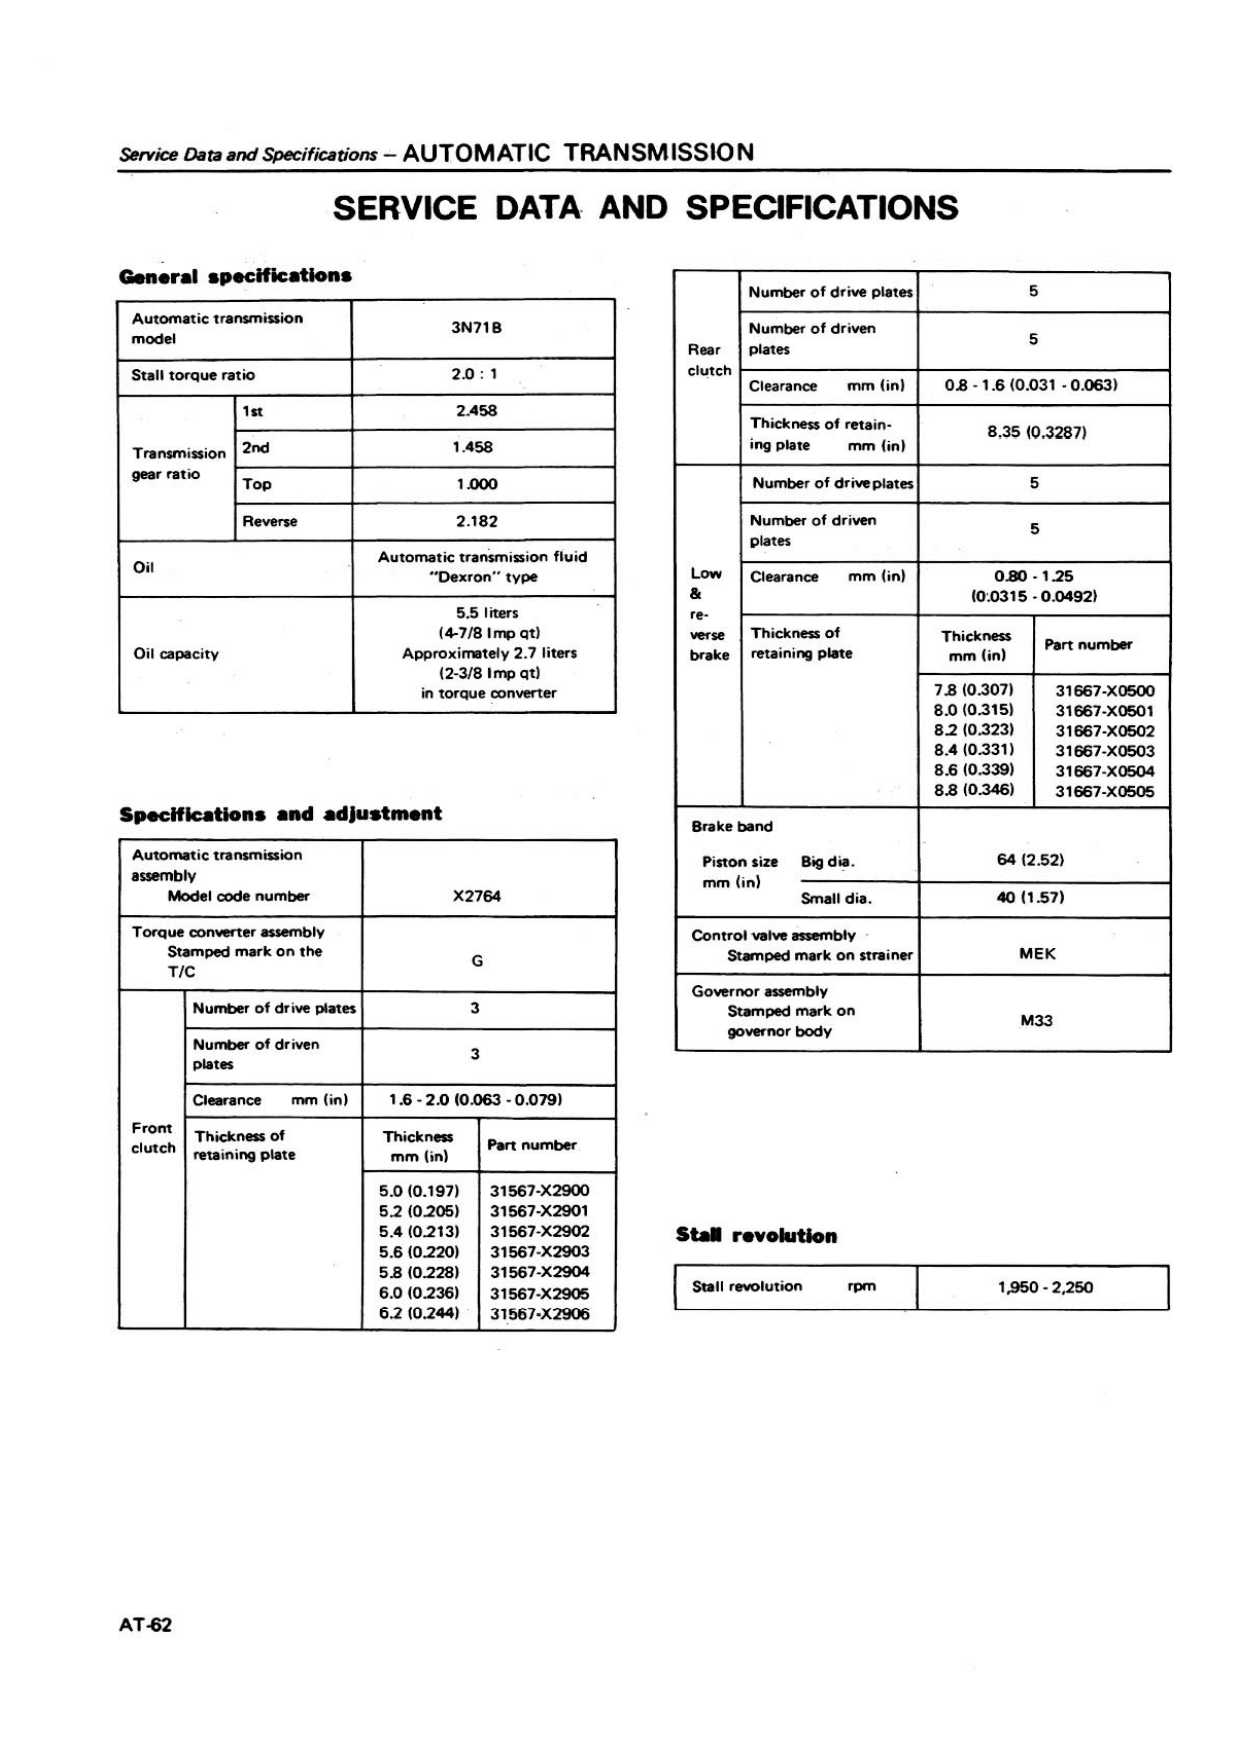 Service Data and Specifications – AUTOMATIC TRANSMISSION
SERVICE DATA AND SPECIFICATIONS
General specifications
Automatic transmission
model
3N71B
Stall torque ratio
2.0 : 1
Transmission
gear ratio
1st
2.458
2nd
1.458
Top
1.000
Reverse
2.182
Oil
Automatic transmission fluid
"Dexron" type
Oil capacity
5.5 liters
(4-7/8 Imp qt)
Approximately 2.7 liters
(2-3/8 Imp qt)
in torque converter
Specifications and adjustment
Automatic transmission
assembly
Model code number
X2764
Torque converter assembly
Stamped mark on the
T/C
G
Front
clutch
Number of drive plates
3
Number of driven
plates
3
Clearance mm (in)
1.6 - 2.0 (0.063 - 0.079)
Thickness of
retaining plate
Thickness
mm (in)
Part number
5.0 (0.197) 31567-X2900
5.2 (0.205) 31567-X2901
5.4 (0.213) 31567-X2902
5.6 (0.220) 31567-X2903
5.8 (0.228) 31567-X2904
6.0 (0.236) 31567-X2905
6.2 (0.244) 31567-X2906
Rear
clutch
Number of drive plates
5
Number of driven
plates
5
Clearance mm (in)
0.8 - 1.6 (0.031 - 0.063)
Thickness of retain-
ing plate mm (in)
8.35 (0.3287)
Low
&
re-
verse
brake
Number of drive plates
5
Number of driven
plates
5
Clearance mm (in)
0.80 - 1.25
(0.0315 - 0.0492)
Thickness of
retaining plate
Thickness
mm (in)
Part number
7.8 (0.307) 31667-X0500
8.0 (0.315) 31667-X0501
8.2 (0.323) 31667-X0502
8.4 (0.331) 31667-X0503
8.6 (0.339) 31667-X0504
8.8 (0.346) 31667-X0505
Brake band
Piston size
mm (in)
Big dia.
64 (2.52)
Small dia.
40 (1.57)
Control valve assembly
Stamped mark on strainer
MEK
Governor assembly
Stamped mark on
governor body
M33
Stall revolution
Stall revolution rpm
1,950 - 2,250
AT-62